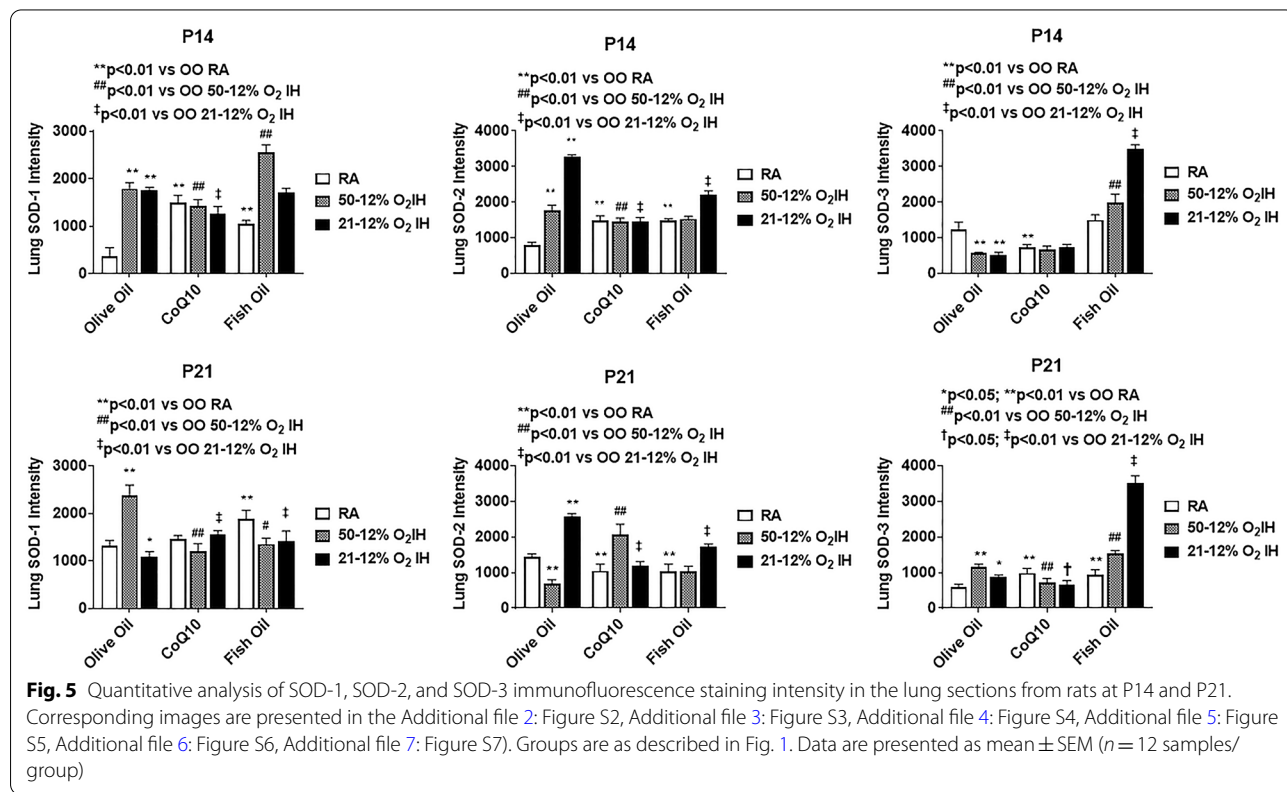 P14
**p<0.01 vs OO RA
##p<0.01 vs OO 50-12% O2 IH
‡p<0.01 vs OO 21-12% O2 IH
Lung SOD-1 Intensity
3000
2000
1000
0
** ** ** ## ‡ ** ##
Olive Oil
CoQ10
Fish Oil
RA
50-12% O2IH
21-12% O2 IH
P14
**p<0.01 vs OO RA
##p<0.01 vs OO 50-12% O2 IH
‡p<0.01 vs OO 21-12% O2 IH
Lung SOD-2 Intensity
4000
3000
2000
1000
0
** ** ** ## ‡ ** ‡
Olive Oil
CoQ10
Fish Oil
RA
50-12% O2IH
21-12% O2 IH
P14
**p<0.01 vs OO RA
##p<0.01 vs OO 50-12% O2 IH
‡p<0.01 vs OO 21-12% O2 IH
Lung SOD-3 Intensity
4000
3000
2000
1000
0
** ** ** ## ‡
Olive Oil
CoQ10
Fish Oil
RA
50-12% O2IH
21-12% O2 IH
P21
**p<0.01 vs OO RA
##p<0.01 vs OO 50-12% O2 IH
‡p<0.01 vs OO 21-12% O2 IH
Lung SOD-1 Intensity
3000
2000
1000
0
** * ## ‡ ** # ‡
Olive Oil
CoQ10
Fish Oil
RA
50-12% O2IH
21-12% O2 IH
P21
**p<0.01 vs OO RA
##p<0.01 vs OO 50-12% O2 IH
‡p<0.01 vs OO 21-12% O2 IH
Lung SOD-2 Intensity
4000
3000
2000
1000
0
** ** ** ## ‡ ** ‡
Olive Oil
CoQ10
Fish Oil
RA
50-12% O2IH
21-12% O2 IH
P21
*p<0.05; **p<0.01 vs OO RA
##p<0.01 vs OO 50-12% O2 IH
†p<0.05; ‡p<0.01 vs OO 21-12% O2 IH
Lung SOD-3 Intensity
4000
3000
2000
1000
0
** * ** ## † ** ## ‡
Olive Oil
CoQ10
Fish Oil
RA
50-12% O2IH
21-12% O2 IH
Fig. 5 Quantitative analysis of SOD-1, SOD-2, and SOD-3 immunofluorescence staining intensity in the lung sections from rats at P14 and P21.
Corresponding images are presented in the Additional file 2: Figure S2, Additional file 3: Figure S3, Additional file 4: Figure S4, Additional file 5: Figure
S5, Additional file 6: Figure S6, Additional file 7: Figure S7). Groups are as described in Fig. 1. Data are presented as mean ± SEM (n = 12 samples/
group)